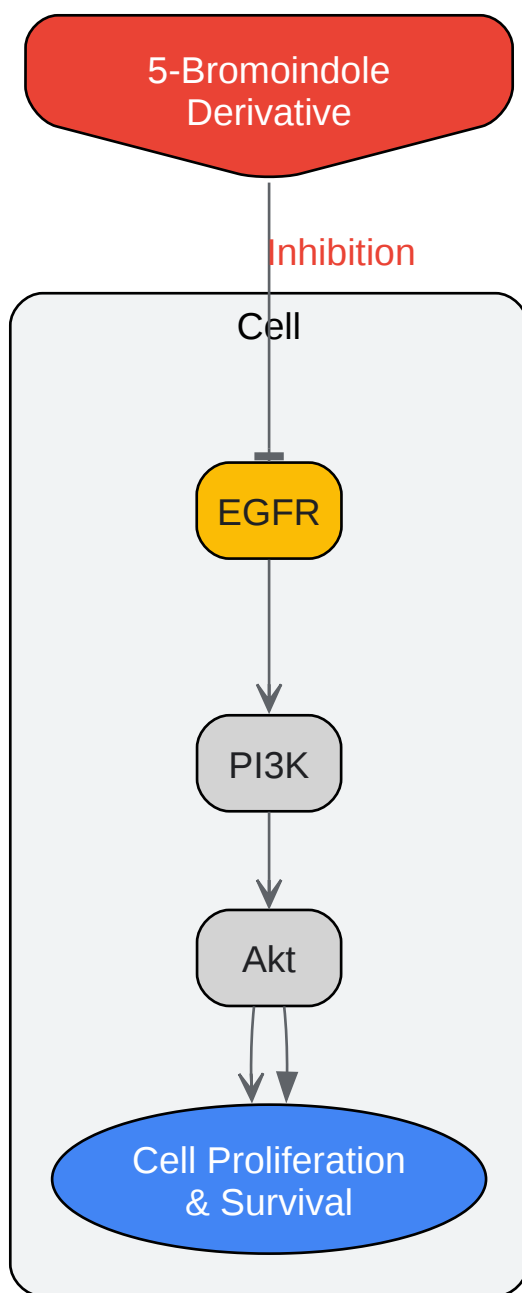 5-Bromoindole
Derivative
Inhibition
Cell
EGFR
PI3K
Akt
Cell Proliferation
& Survival